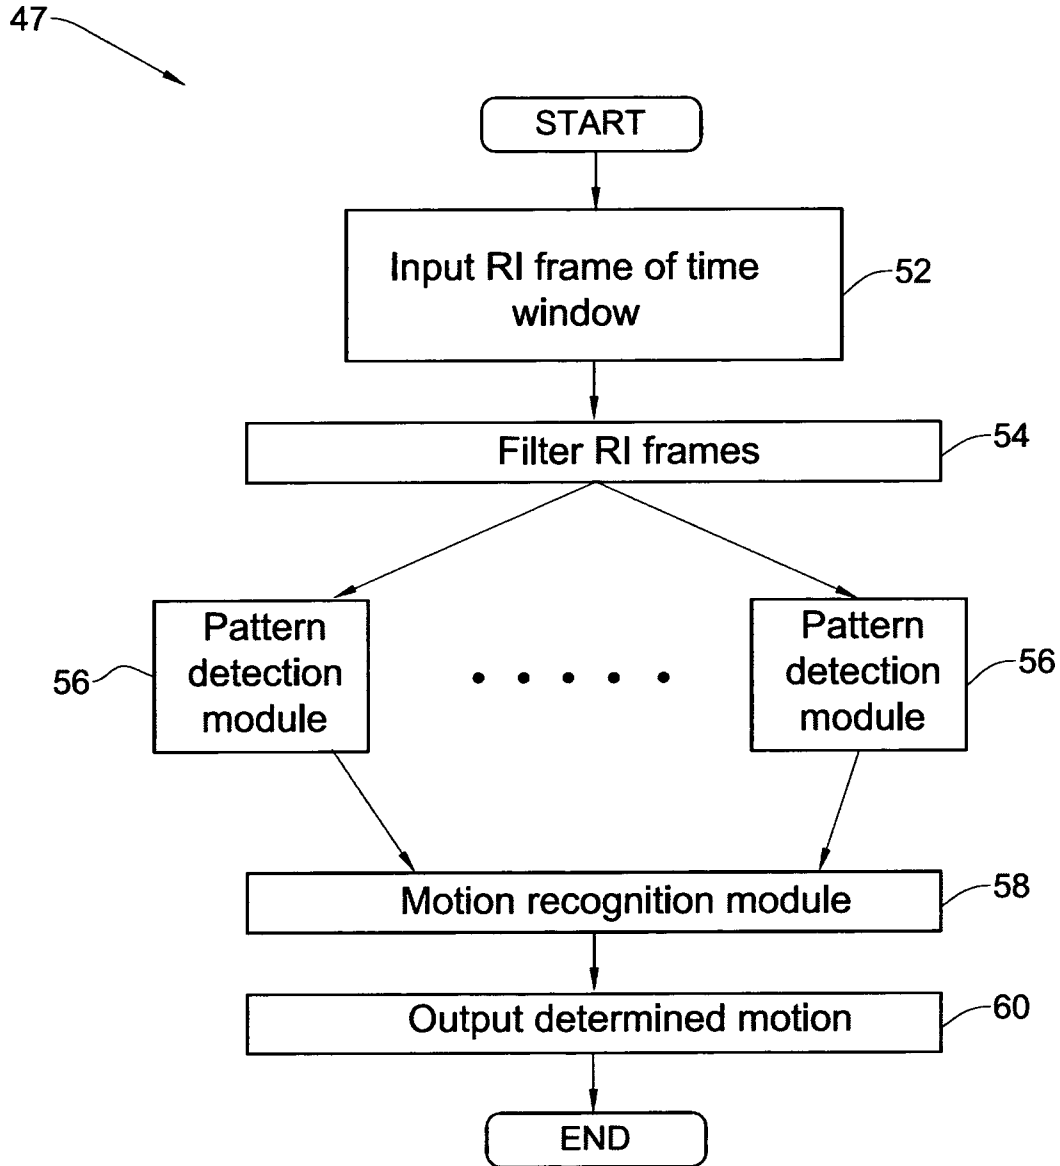 47
START
Input RI frame of time
window
52
Filter RI frames
54
Pattern
detection
module
56
Pattern
detection
module
56
Motion recognition module
58
Output determined motion
60
END